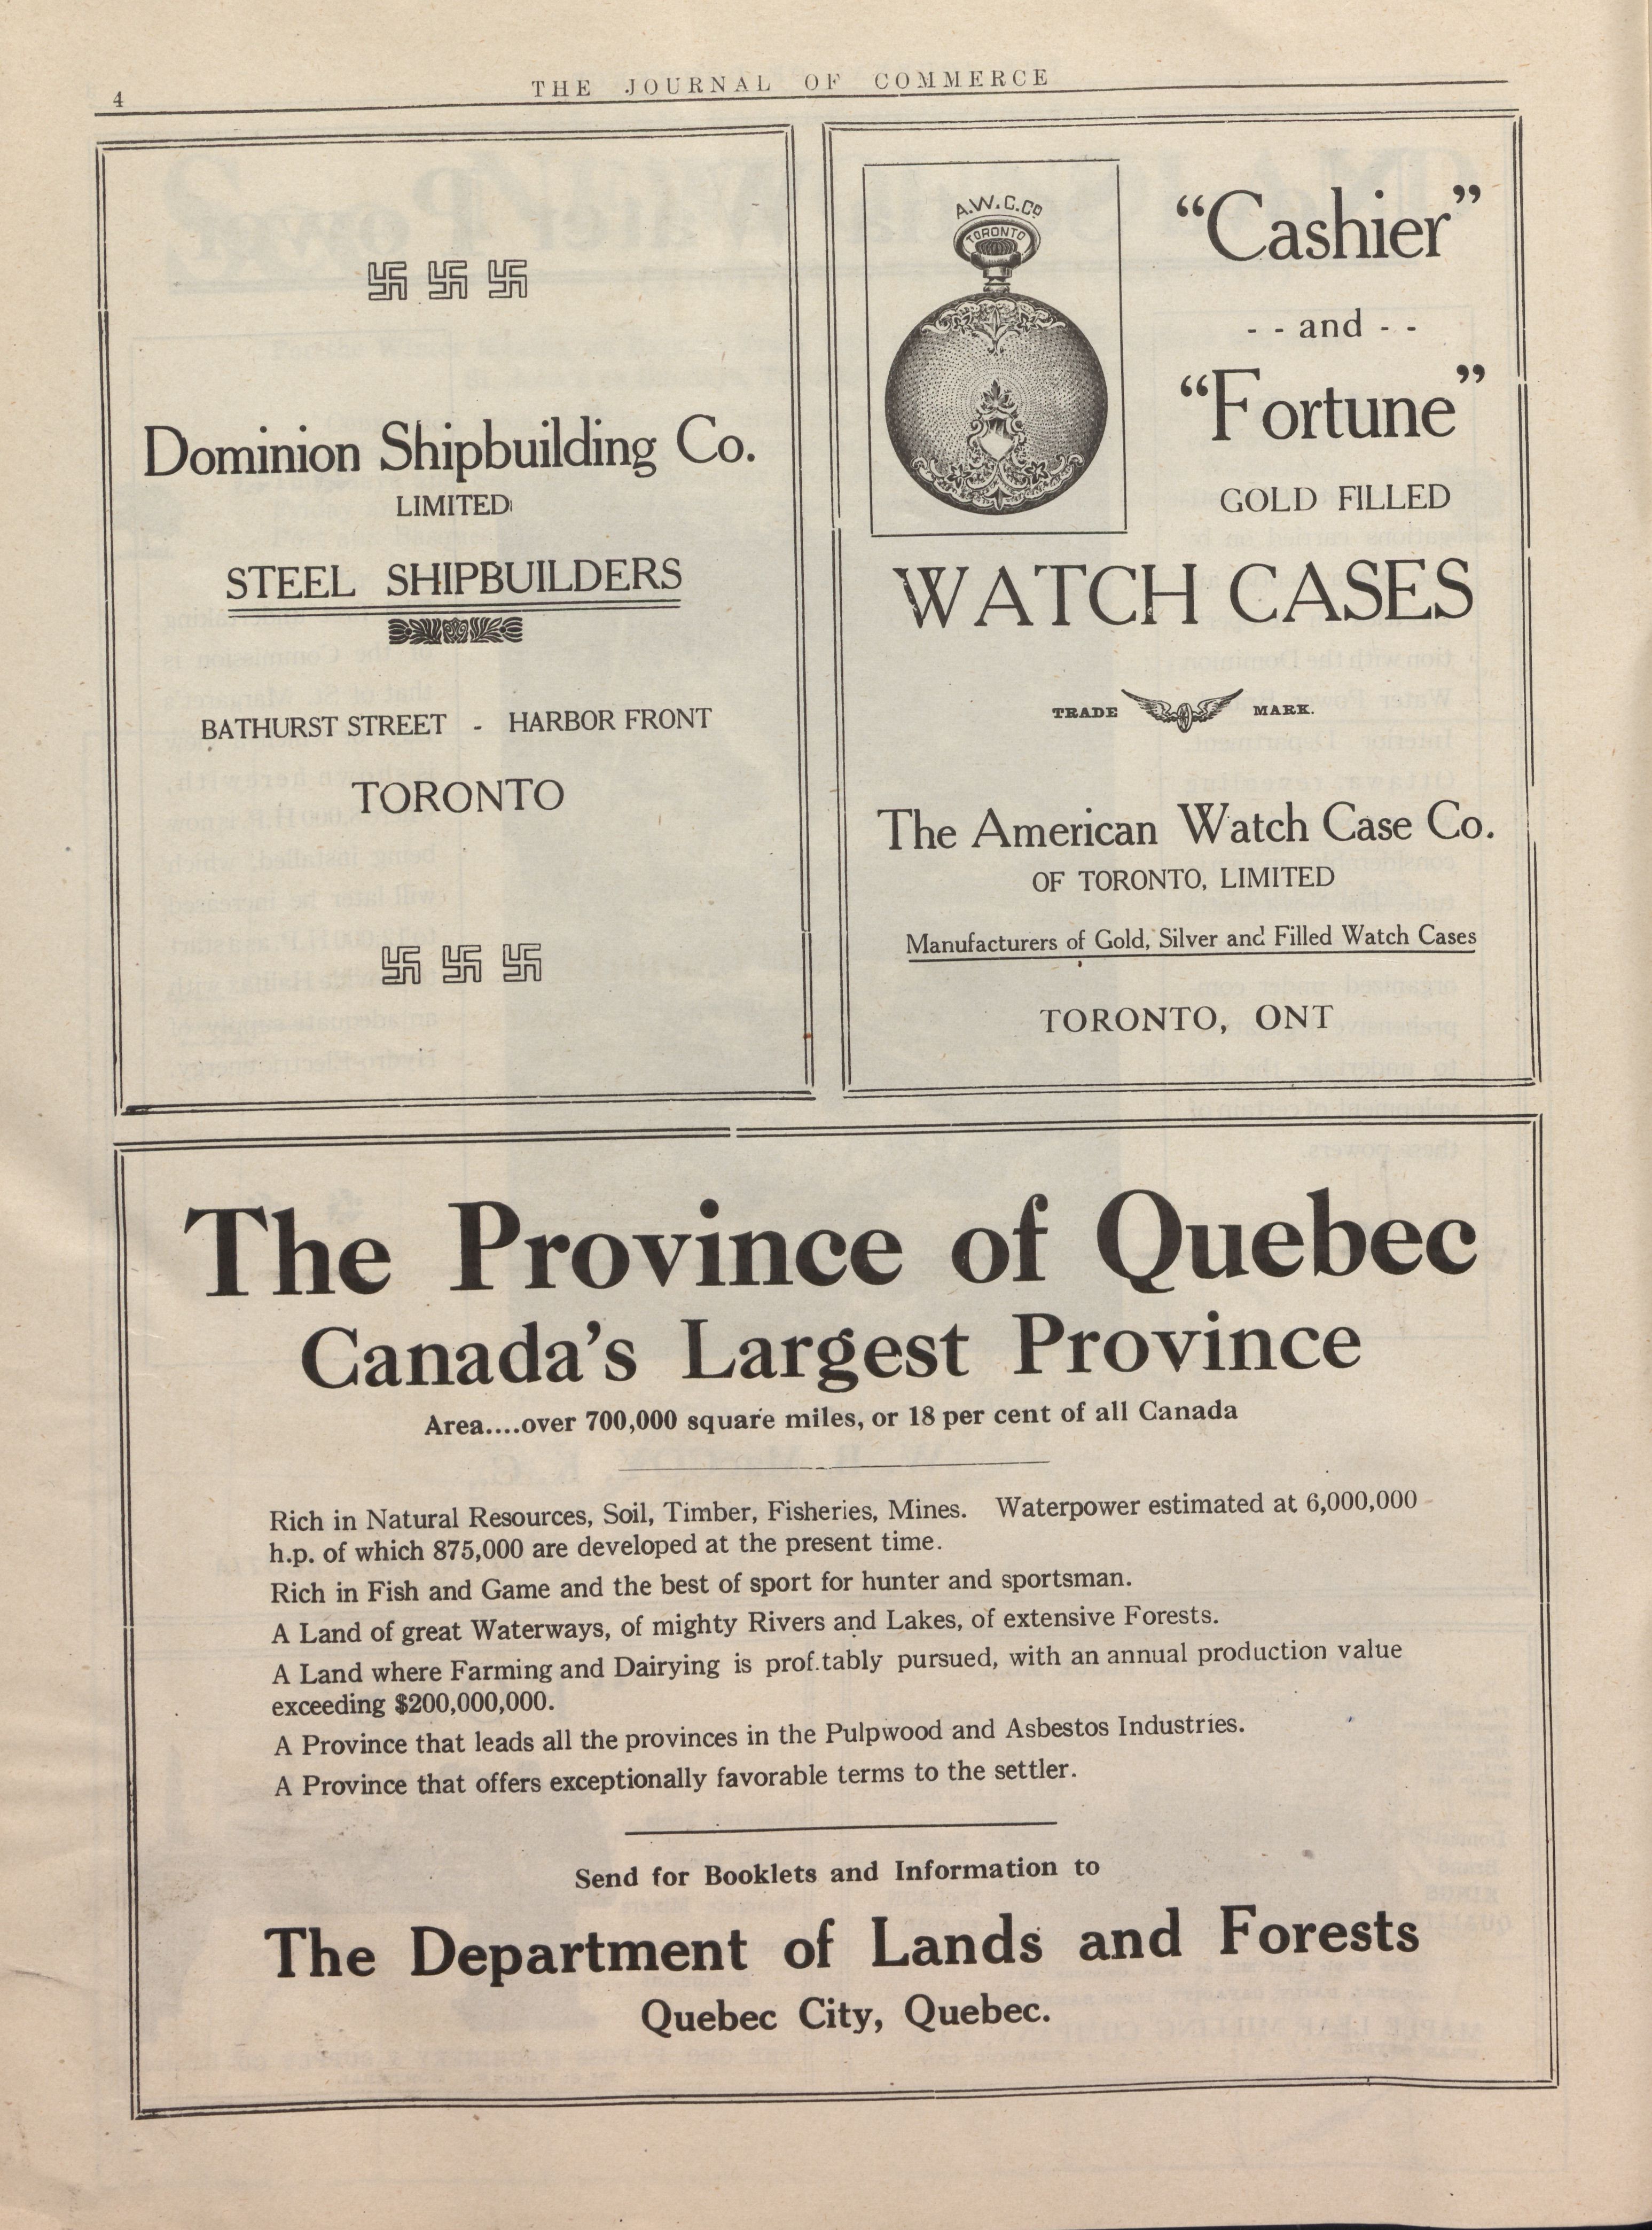 4
THE JOURNAL OF COMMERCE
Dominion Shipbuilding Co.
LIMITED
STEEL SHIPBUILDERS
BATHURST STREET - HARBOR FRONT
TORONTO
A.W.C.Co
TORONTO
“Cashier”
- - and - -
“Fortune”
GOLD FILLED
WATCH CASES
TRADE MARK.
The American Watch Case Co.
OF TORONTO, LIMITED
Manufacturers of Gold, Silver and Filled Watch Cases
TORONTO, ONT
The Province of Quebec
Canada’s Largest Province
Area....over 700,000 square miles, or 18 per cent of all Canada
Rich in Natural Resources, Soil, Timber, Fisheries, Mines. Waterpower estimated at 6,000,000
h.p. of which 875,000 are developed at the present time.
Rich in Fish and Game and the best of sport for hunter and sportsman.
A Land of great Waterways, of mighty Rivers and Lakes, of extensive Forests.
A Land where Farming and Dairying is prof.tably pursued, with an annual production value
exceeding $200,000,000.
A Province that leads all the provinces in the Pulpwood and Asbestos Industries.
A Province that offers exceptionally favorable terms to the settler.
Send for Booklets and Information to
The Department of Lands and Forests
Quebec City, Quebec.